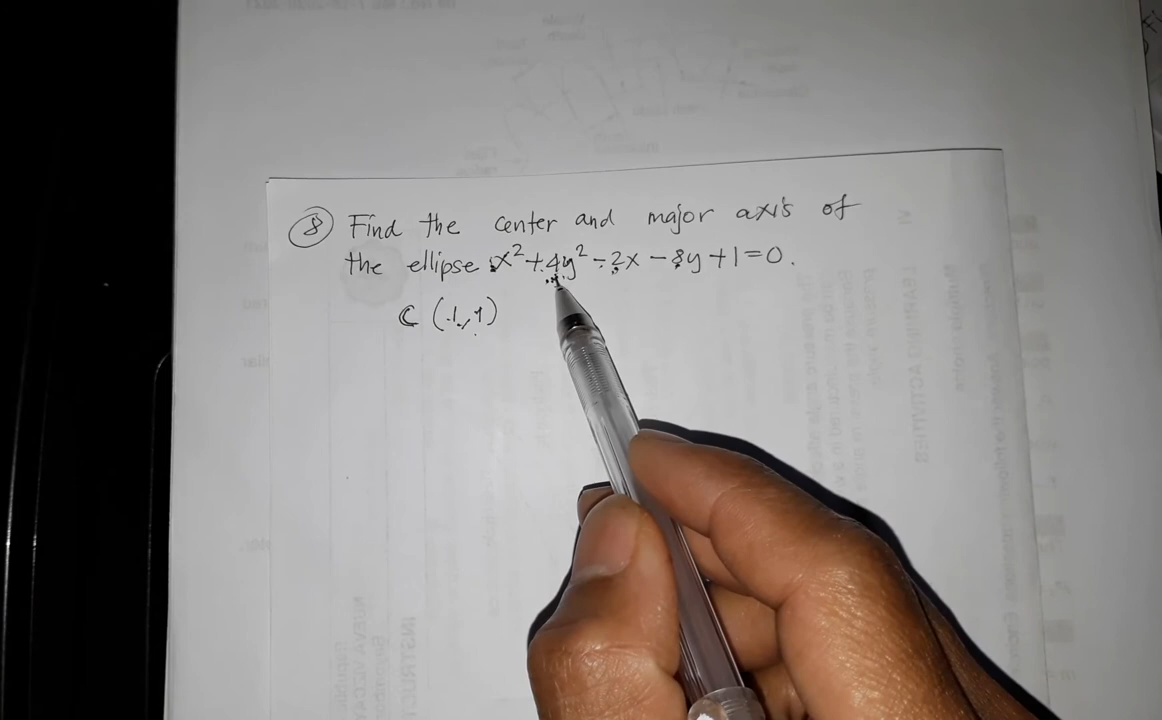 ⑧ Find the center and major axis of
the ellipse x² + 4y² - 2x - 8y + 1 = 0.
C (1, 1)